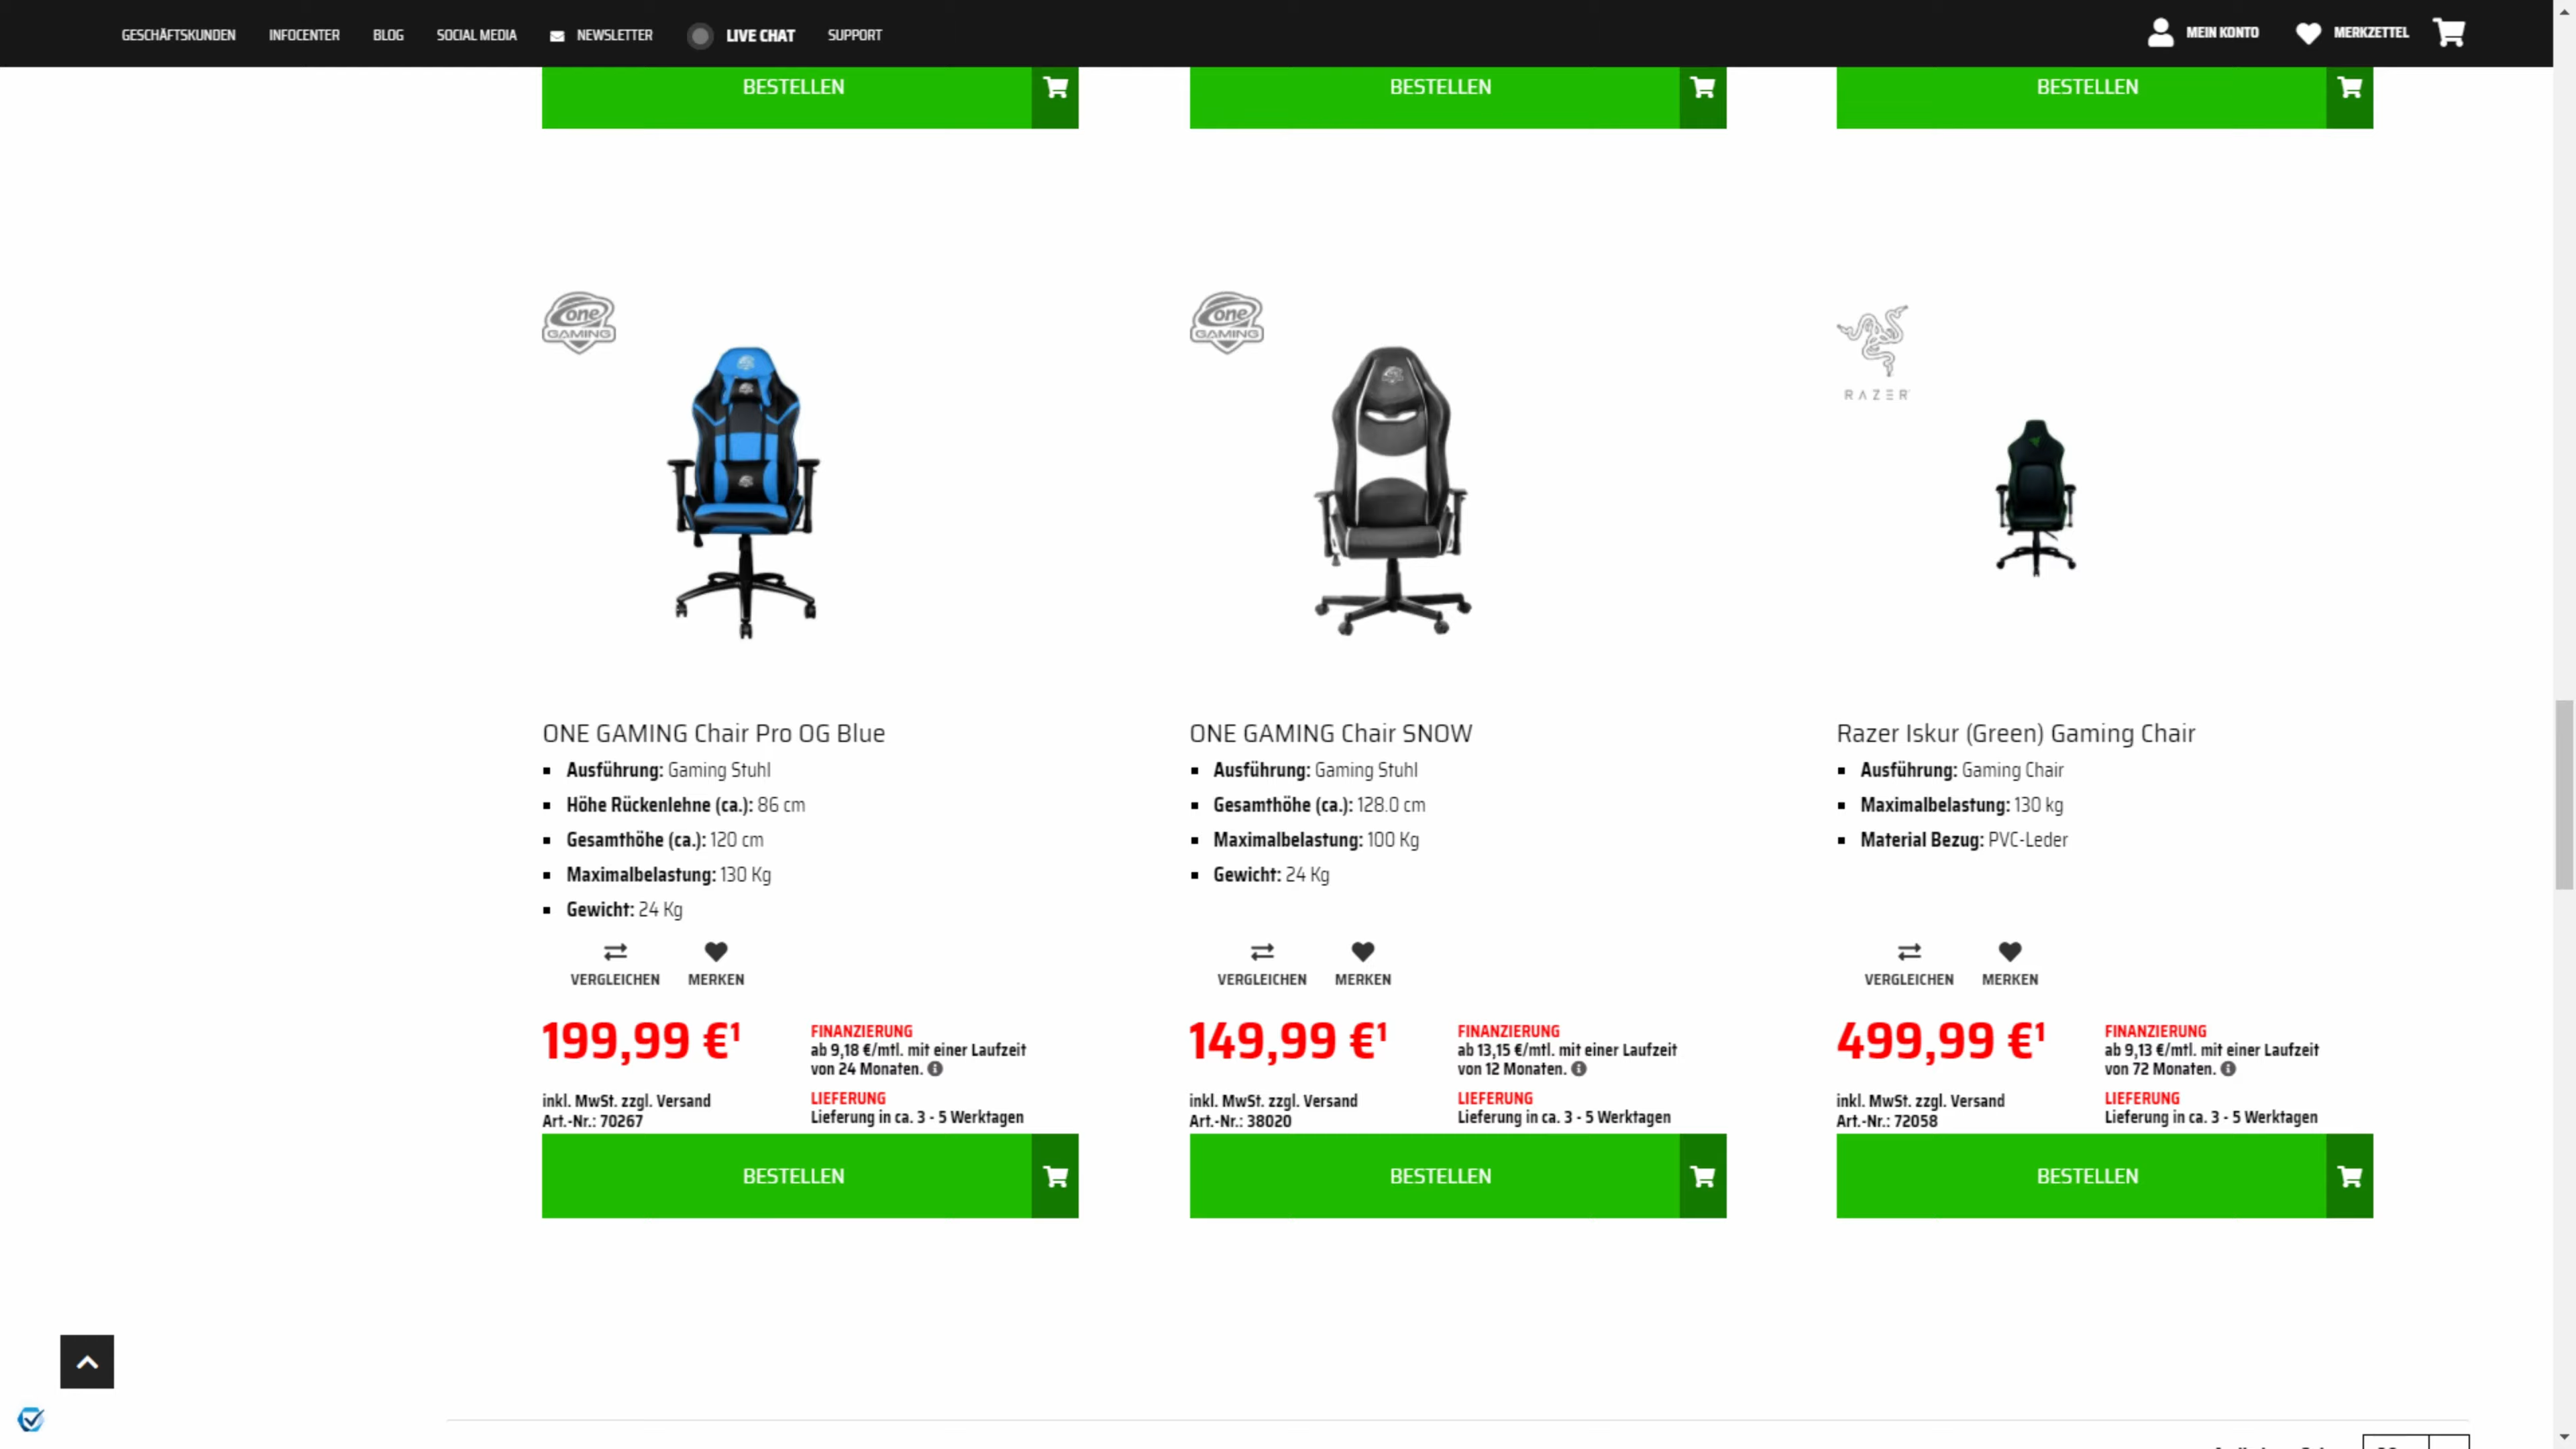 GESCHÄFTSKUNDEN INFOCENTER BLOG SOCIAL MEDIA NEWSLETTER LIVE CHAT SUPPORT MEIN KONTO MERKZETTEL
BESTELLEN BESTELLEN BESTELLEN
one GAMING
one GAMING
RAZER
ONE GAMING Chair Pro OG Blue
Ausführung: Gaming Stuhl
Höhe Rückenlehne (ca.): 86 cm
Gesamthöhe (ca.): 120 cm
Maximalbelastung: 130 Kg
Gewicht: 24 Kg
VERGLEICHEN MERKEN
199,99 €¹
FINANZIERUNG
ab 9,18 €/mtl. mit einer Laufzeit
von 24 Monaten.
inkl. MwSt. zzgl. Versand
Art.-Nr.: 70267
LIEFERUNG
Lieferung in ca. 3 - 5 Werktagen
BESTELLEN
ONE GAMING Chair SNOW
Ausführung: Gaming Stuhl
Gesamthöhe (ca.): 128.0 cm
Maximalbelastung: 100 Kg
Gewicht: 24 Kg
VERGLEICHEN MERKEN
149,99 €¹
FINANZIERUNG
ab 13,15 €/mtl. mit einer Laufzeit
von 12 Monaten.
inkl. MwSt. zzgl. Versand
Art.-Nr.: 38020
LIEFERUNG
Lieferung in ca. 3 - 5 Werktagen
BESTELLEN
Razer Iskur (Green) Gaming Chair
Ausführung: Gaming Chair
Maximalbelastung: 130 kg
Material Bezug: PVC-Leder
VERGLEICHEN MERKEN
499,99 €¹
FINANZIERUNG
ab 9,13 €/mtl. mit einer Laufzeit
von 72 Monaten.
inkl. MwSt. zzgl. Versand
Art.-Nr.: 72058
LIEFERUNG
Lieferung in ca. 3 - 5 Werktagen
BESTELLEN